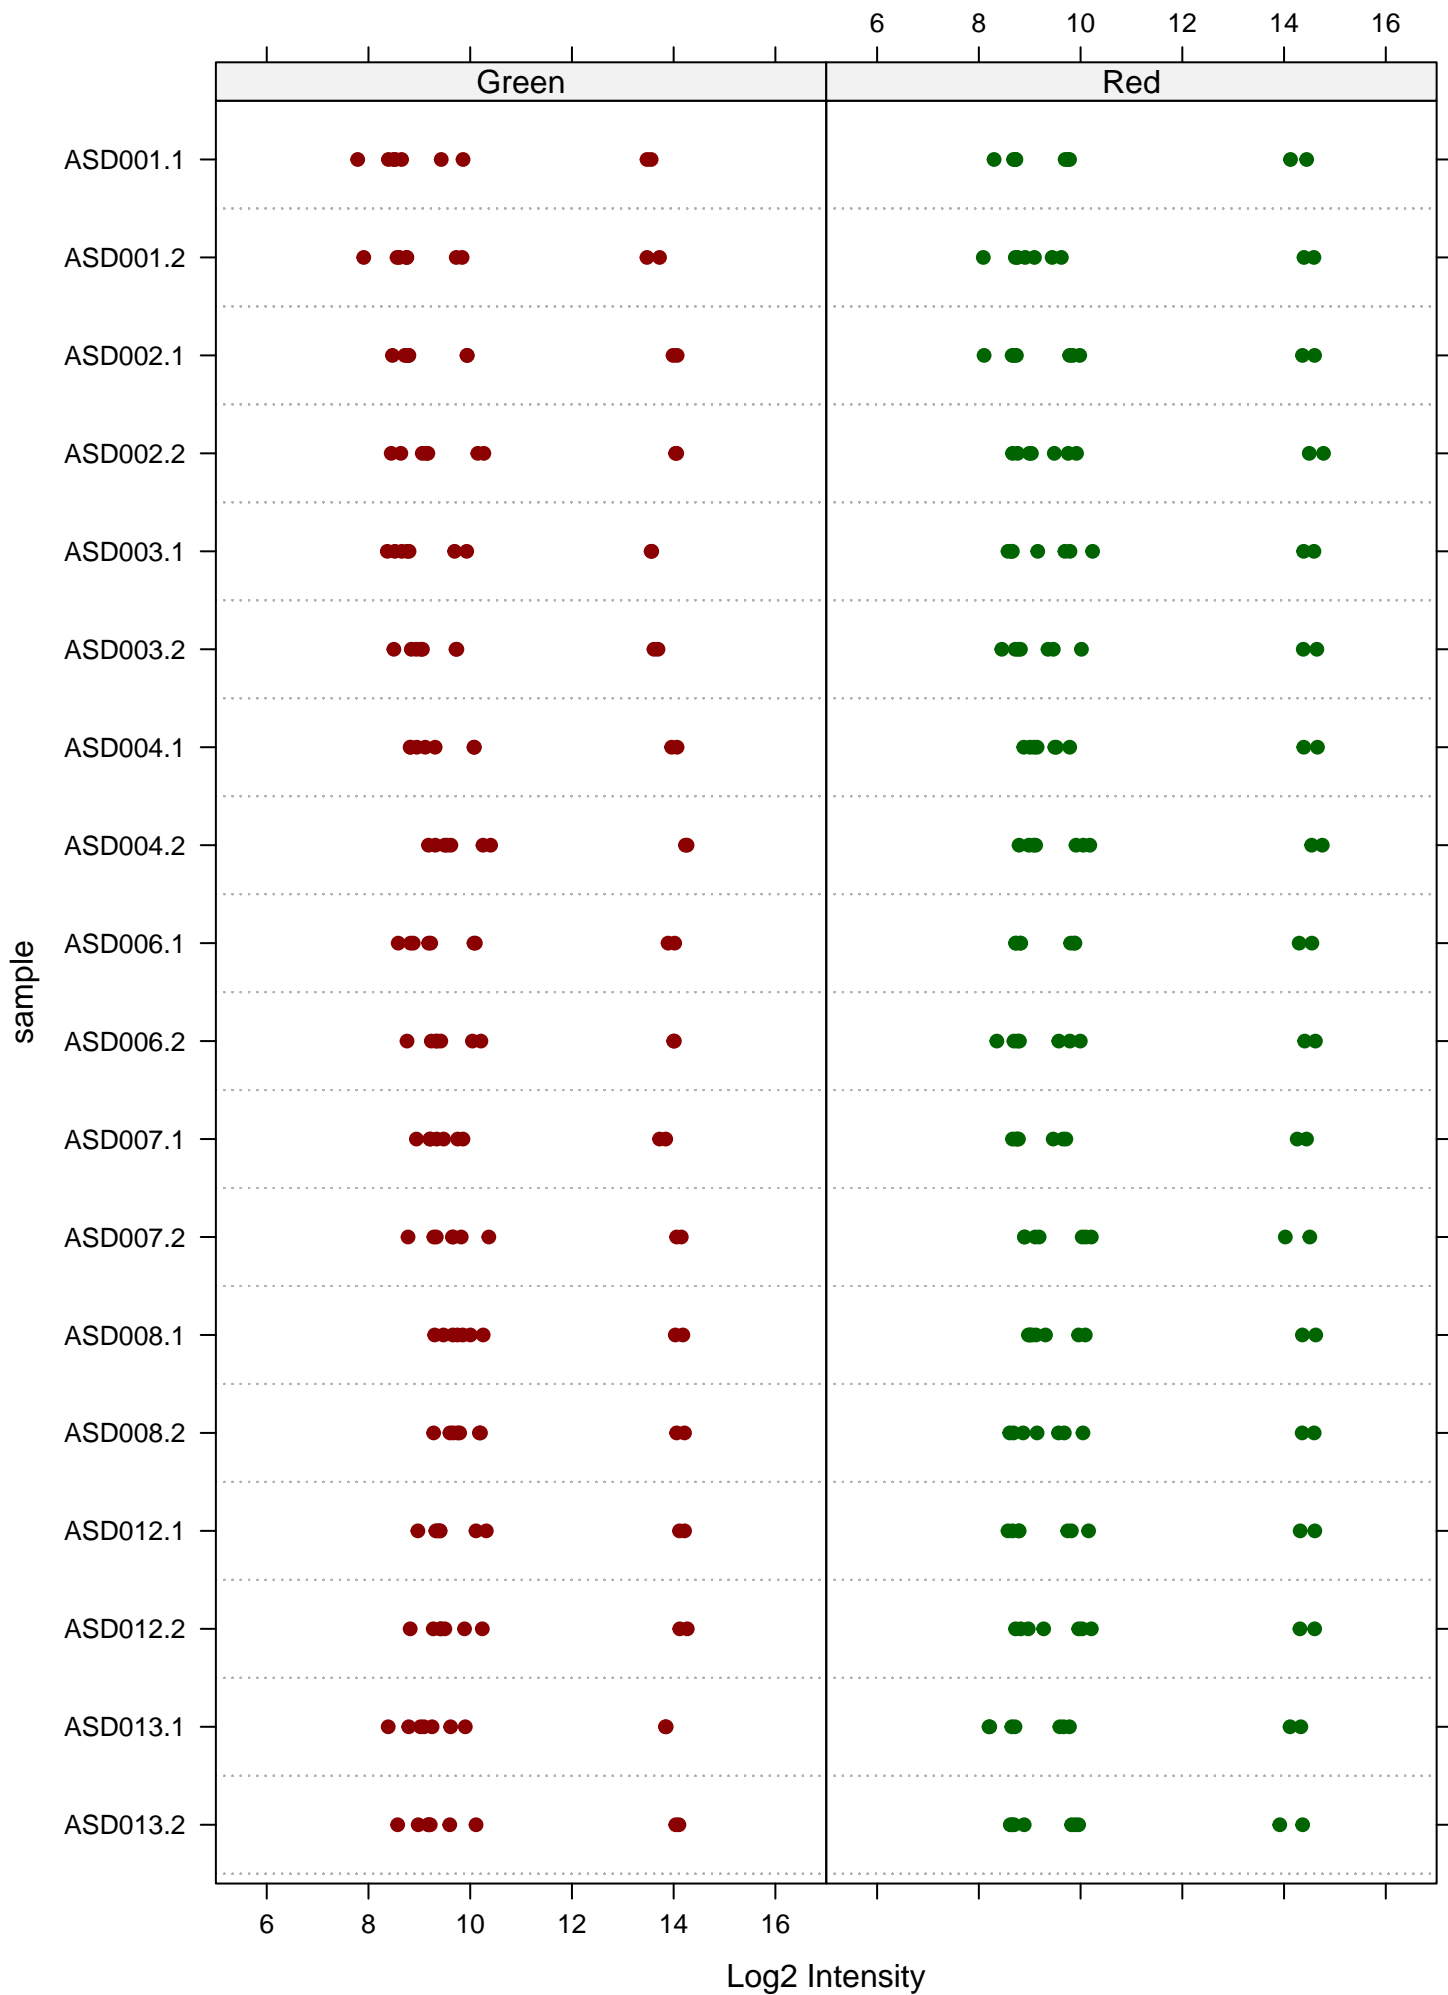 6 8 10 12 14 16
Green Red
ASD001.1
ASD001.2
ASD002.1
ASD002.2
ASD003.1
ASD003.2
ASD004.1
ASD004.2
ASD006.1
ASD006.2
ASD007.1
ASD007.2
ASD008.1
ASD008.2
ASD012.1
ASD012.2
ASD013.1
ASD013.2
sample
6 8 10 12 14 16
Log2 Intensity